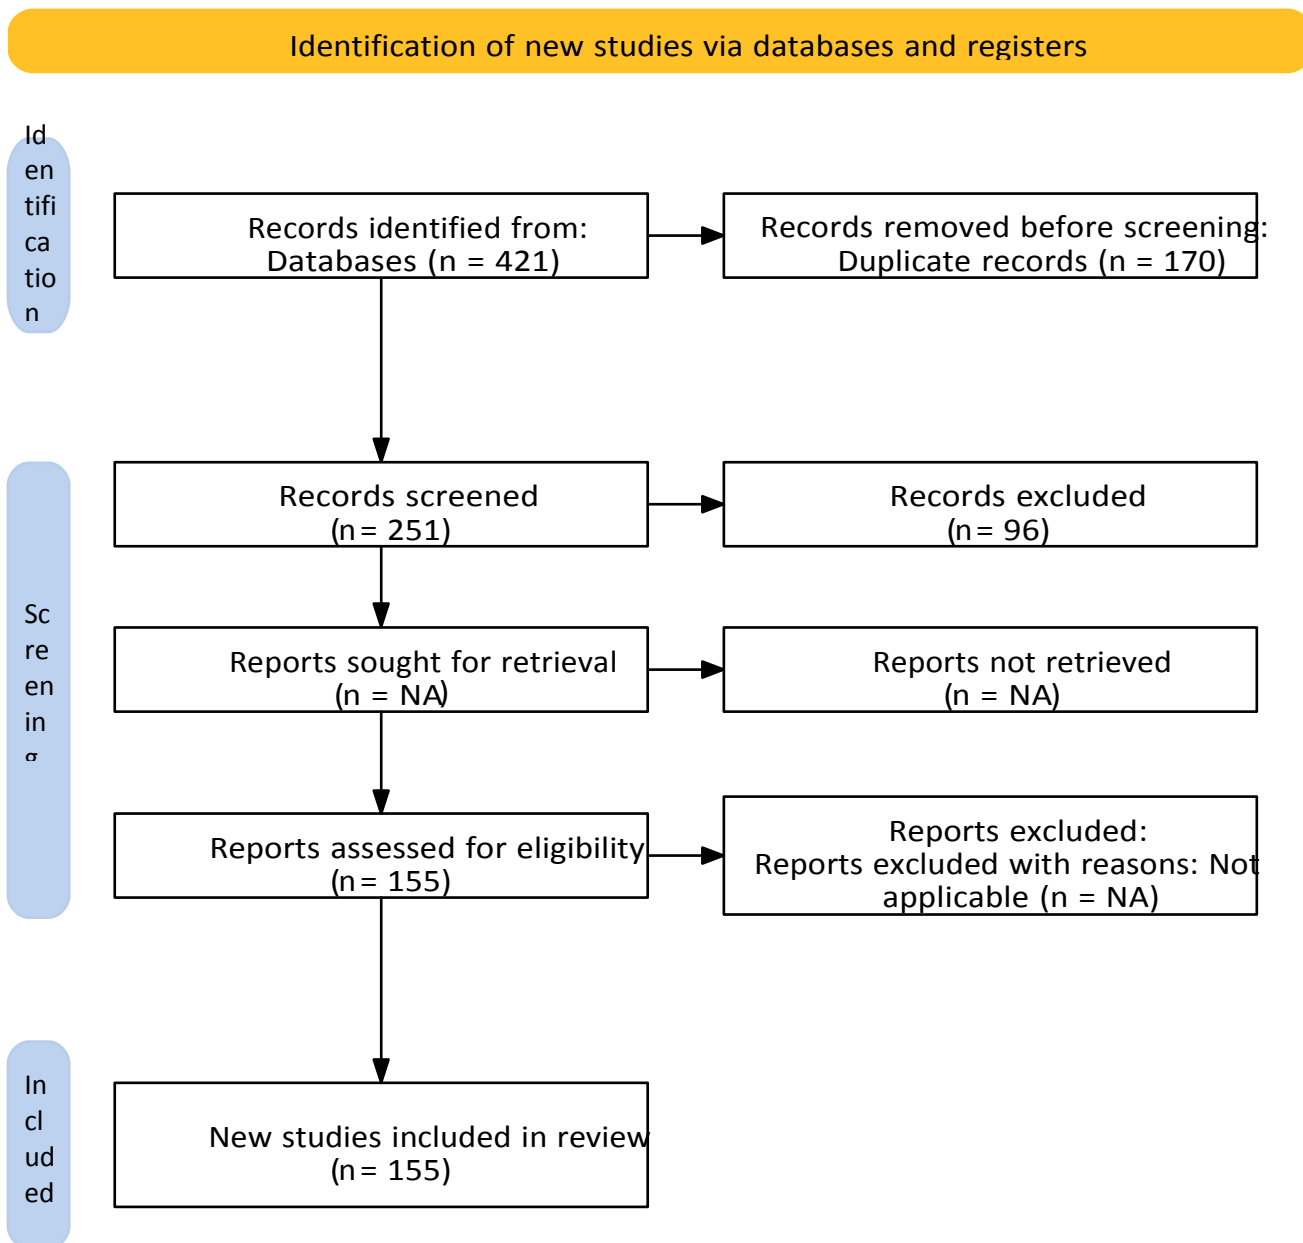 Identification of new studies via databases and registers
Id
en
tifi
ca
tio
n
Records identified from:
Databases (n = 421)
Records removed before screening:
Duplicate records (n = 170)
Sc
re
en
in
g
Records screened
(n = 251)
Records excluded
(n = 96)
Reports sought for retrieval
(n = NA)
Reports not retrieved
(n = NA)
Reports assessed for eligibility
(n = 155)
Reports excluded:
Reports excluded with reasons: Not
applicable (n = NA)
In
cl
ud
ed
New studies included in review
(n = 155)